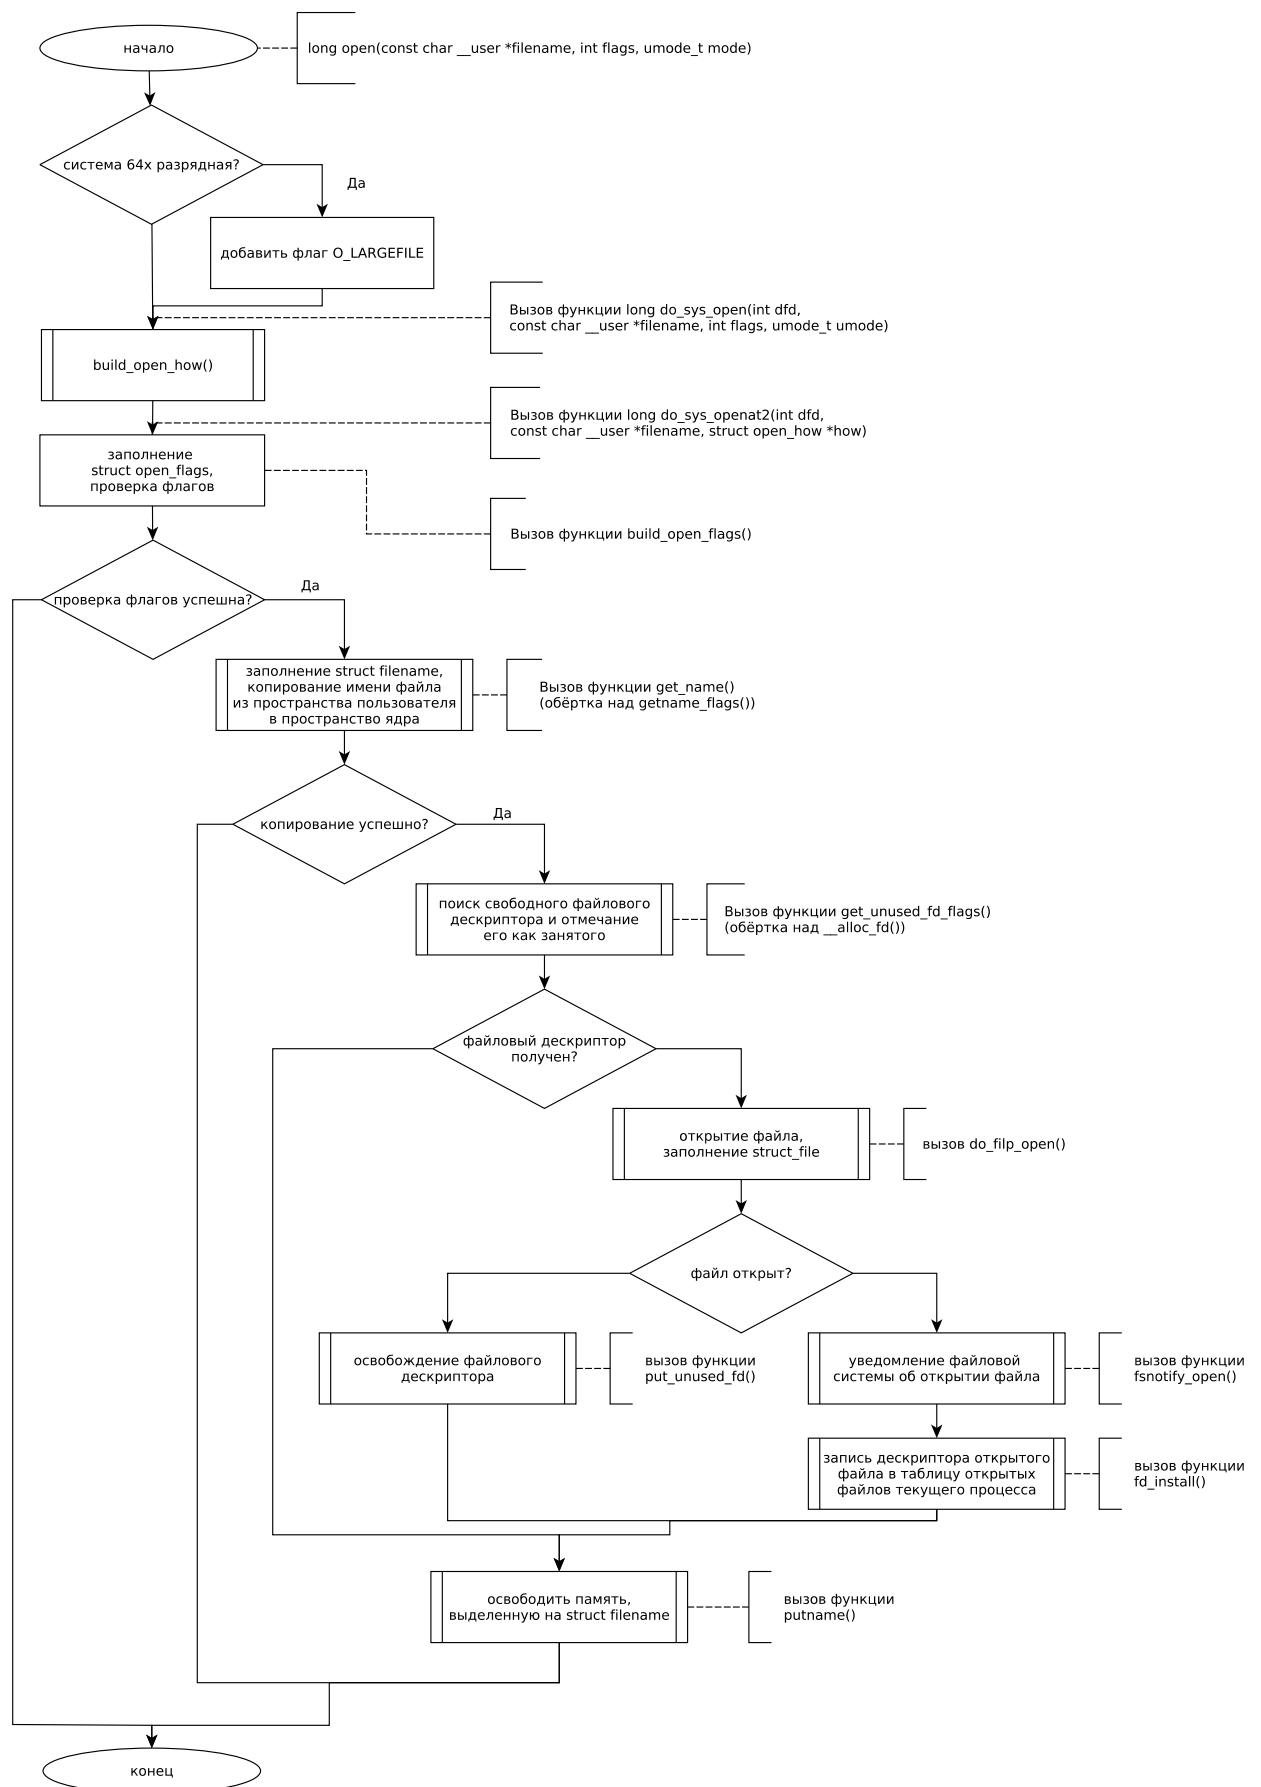 начало
long open(const char __user *filename, int flags, umode_t mode)
система 64х разрядная?
Да
добавить флаг O_LARGEFILE
Вызов функции long do_sys_open(int dfd,
const char __user *filename, int flags, umode_t umode)
build_open_how()
Вызов функции long do_sys_openat2(int dfd,
const char __user *filename, struct open_how *how)
заполнение
struct open_flags,
проверка флагов
Вызов функции build_open_flags()
проверка флагов успешна?
Да
заполнение struct filename,
копирование имени файла
из пространства пользователя
в пространство ядра
Вызов функции get_name()
(обёртка над getname_flags())
копирование успешно?
Да
поиск свободного файлового
дескриптора и отмечание
его как занятого
Вызов функции get_unused_fd_flags()
(обёртка над __alloc_fd())
файловый дескриптор
получен?
открытие файла,
заполнение struct_file
вызов do_filp_open()
файл открыт?
освобождение файлового
дескриптора
вызов функции
put_unused_fd()
уведомление файловой
системы об открытии файла
вызов функции
fsnotify_open()
запись дескриптора открытого
файла в таблицу открытых
файлов текущего процесса
вызов функции
fd_install()
освободить память,
выделенную на struct filename
вызов функции
putname()
конец